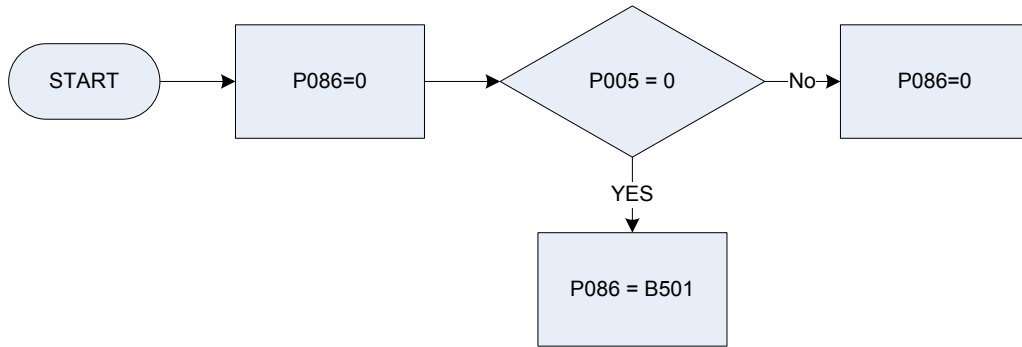 START
P086=0
P005 = 0
No
P086=0
YES
P086 = B501